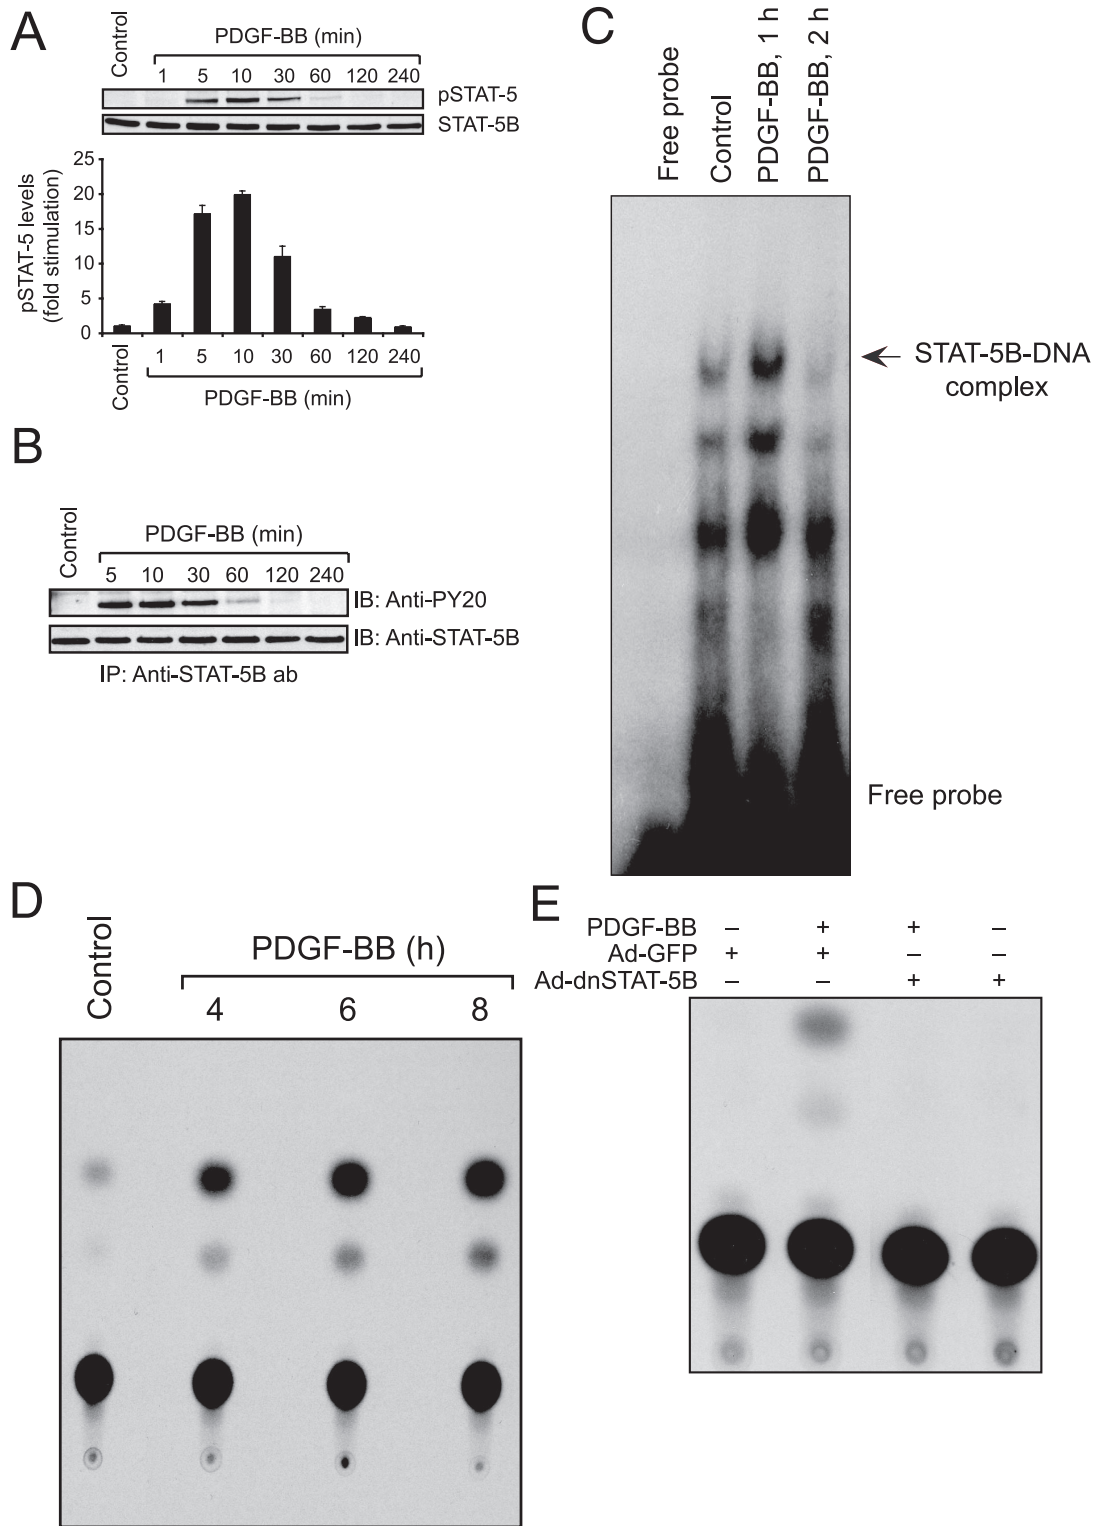 A
Control
PDGF-BB (min)
1 5 10 30 60 120 240
pSTAT-5
STAT-5B
pSTAT-5 levels
(fold stimulation)
25
20
15
10
5
0
Control
1 5 10 30 60 120 240
PDGF-BB (min)
B
Control
PDGF-BB (min)
5 10 30 60 120 240
IB: Anti-PY20
IB: Anti-STAT-5B
IP: Anti-STAT-5B ab
C
Free probe
Control
PDGF-BB, 1 h
PDGF-BB, 2 h
STAT-5B-DNA
complex
Free probe
D
Control
PDGF-BB (h)
4 6 8
E
PDGF-BB – + + –
Ad-GFP + + – –
Ad-dnSTAT-5B – – + +